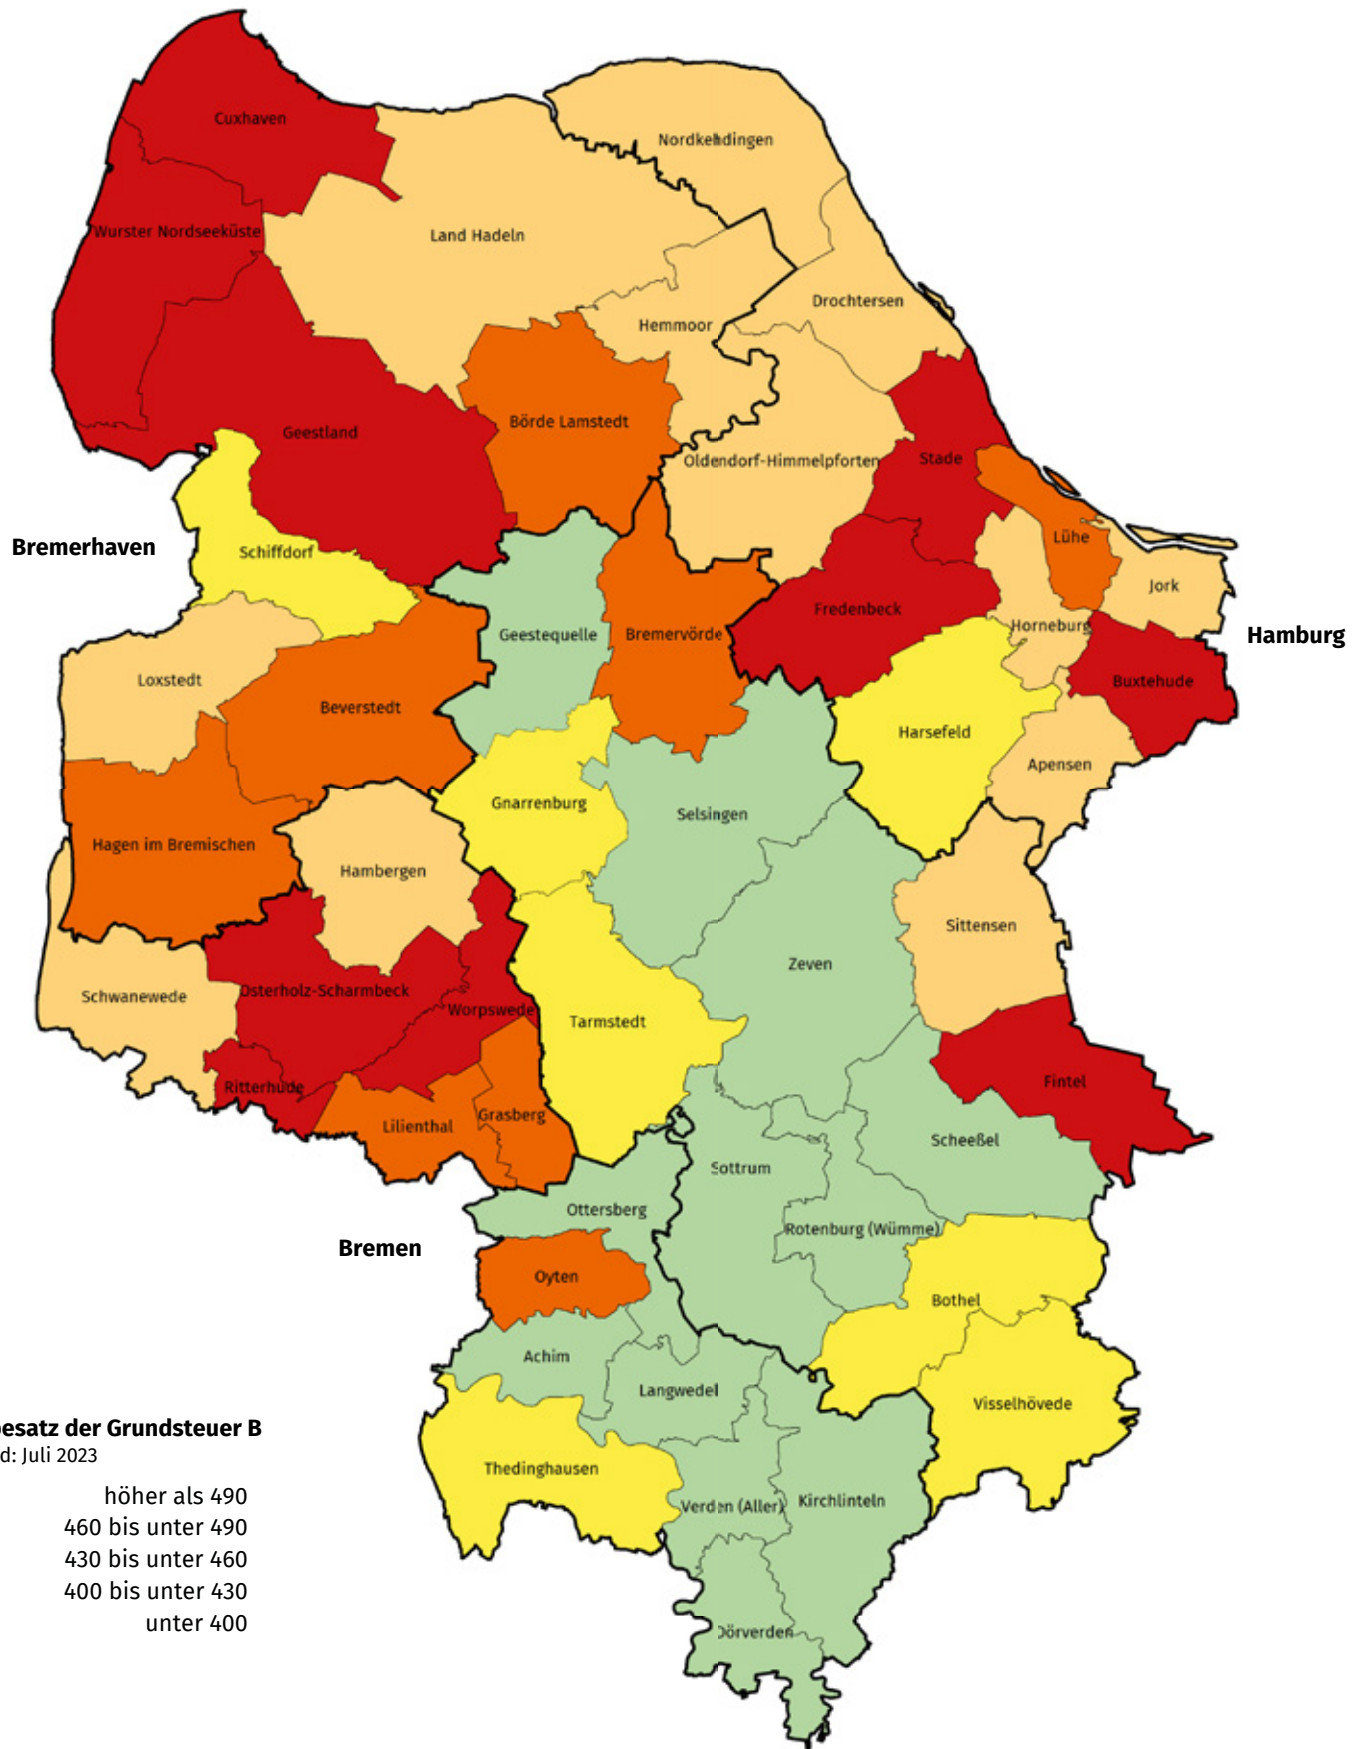 Cuxhaven
Nordkehdingen
Wurster Nordseeküste
Land Hadeln
Drochtersen
Hemmoor
Börde Lamstedt
Geestland
Oldendorf-Himmelpforten
Stade
Bremerhaven
Schiffdorf
Lühe
Jork
Fredenbeck
Geestequelle
Bremervörde
Horneburg
Hamburg
Loxstedt
Buxtehude
Beverstedt
Harsefeld
Apensen
Gnarrenburg
Selsingen
Hagen im Bremischen
Hambergen
Sittensen
Zeven
Osterholz-Scharmbeck
Schwanewede
Worpswede
Tarmstedt
Fintel
Ritterhude
Grasberg
Lilienthal
Scheeßel
Sottrum
Ottersberg
Rotenburg (Wümme)
Bremen
Oyten
Bothel
Achim
Langwedel
Visselhövede
besatz der Grundsteuer B
d: Juli 2023
Thedinghausen
Verden (Aller)
Kirchlinteln
höher als 490
460 bis unter 490
430 bis unter 460
400 bis unter 430
unter 400
Dörverden